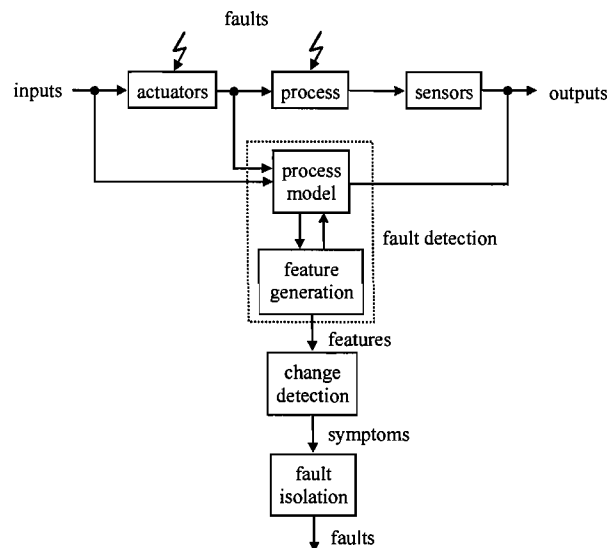 faults
inputs
actuators
process
sensors
outputs
process
model
fault detection
feature
generation
features
change
detection
symptoms
fault
isolation
faults